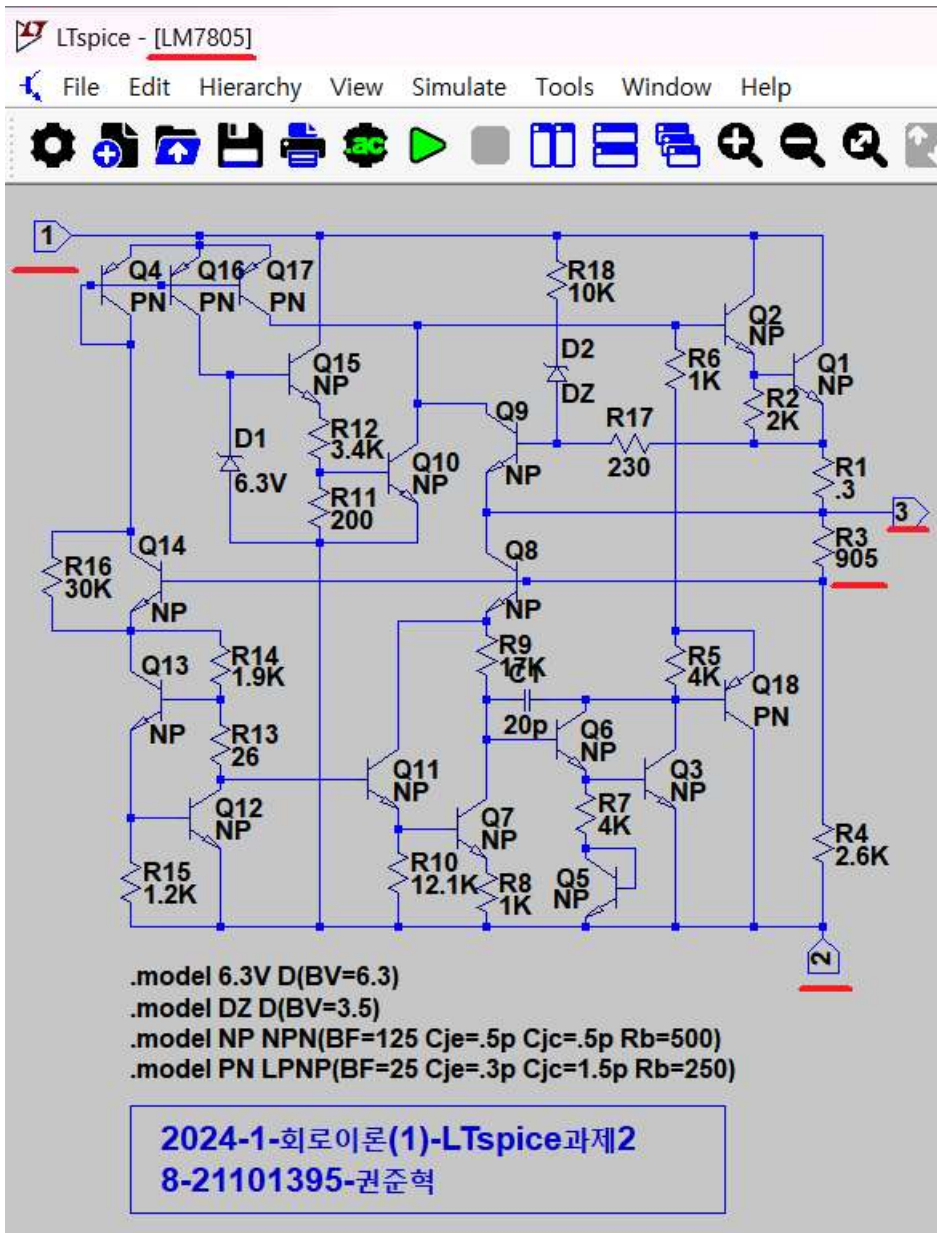 LTspice - [LM7805]
File Edit Hierarchy View Simulate Tools Window Help
.ac
1
Q4
PN
Q16
PN
Q17
PN
R18
10K
Q2
NP
Q15
NP
D2
DZ
R6
1K
Q1
NP
R2
2K
Q9
NP
R17
230
R12
3.4K
D1
6.3V
Q10
NP
R11
200
R1
.3
3
R3
905
Q14
NP
Q8
NP
R16
30K
R9
17K
R14
1.9K
Q13
NP
R5
4K
Q18
PN
C1
20p
Q6
NP
R13
26
Q11
NP
Q3
NP
Q12
NP
Q7
NP
R7
4K
R4
2.6K
R15
1.2K
R10
12.1K
R8
1K
Q5
NP
2
.model 6.3V D(BV=6.3)
.model DZ D(BV=3.5)
.model NP NPN(BF=125 Cje=.5p Cjc=.5p Rb=500)
.model PN LPNP(BF=25 Cje=.3p Cjc=1.5p Rb=250)
2024-1-회로이론(1)-LTspice과제2
8-21101395-권준혁